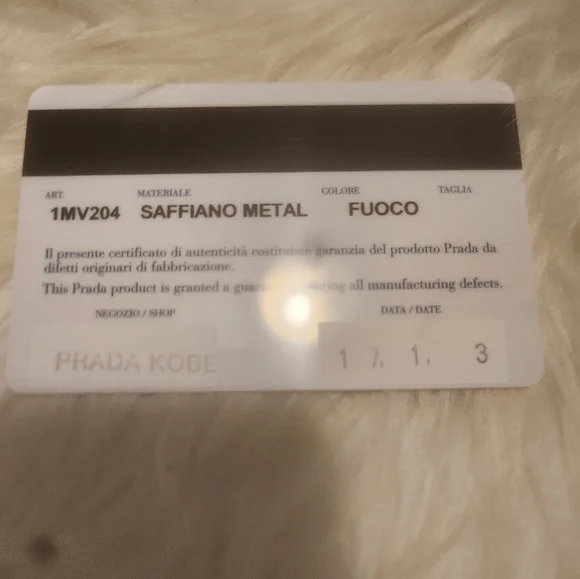 ART. MATERIALE COLORE TAGLIA
1MV204 SAFFIANO METAL FUOCO
Il presente certificato di autenticità costituisce garanzia del prodotto Prada da
difetti originari di fabbricazione.
This Prada product is granted a all manufacturing defects.
NEGOZIO / SHOP DATA / DATE
PRADA KOBE 17. 1. 3